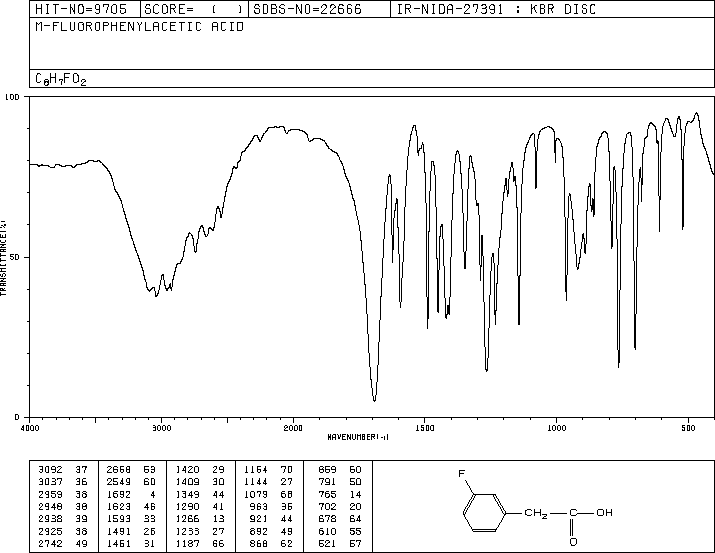 HIT-NO=9705 SCORE= ( ) SDBS-NO=22666 IR-NIDA-27391 : KBR DISC
M-FLUOROPHENYLACETIC ACID
C8H7FO2
100
50
0
TRANSMITTANCE(%)
4000 3000 2000 1500 1000 500
WAVENUMBER(-1)
3092 37 2658 53 1420 29 1154 70 859 60
3037 36 2549 60 1409 30 1144 27 791 50
2959 38 1692 4 1349 44 1079 68 765 14
2948 38 1623 46 1290 41 963 35 702 20
2938 39 1593 33 1266 13 921 44 678 64
2925 38 1491 26 1233 27 892 49 610 55
2742 49 1451 31 1187 66 868 62 521 57
F
CH2 C OH
O